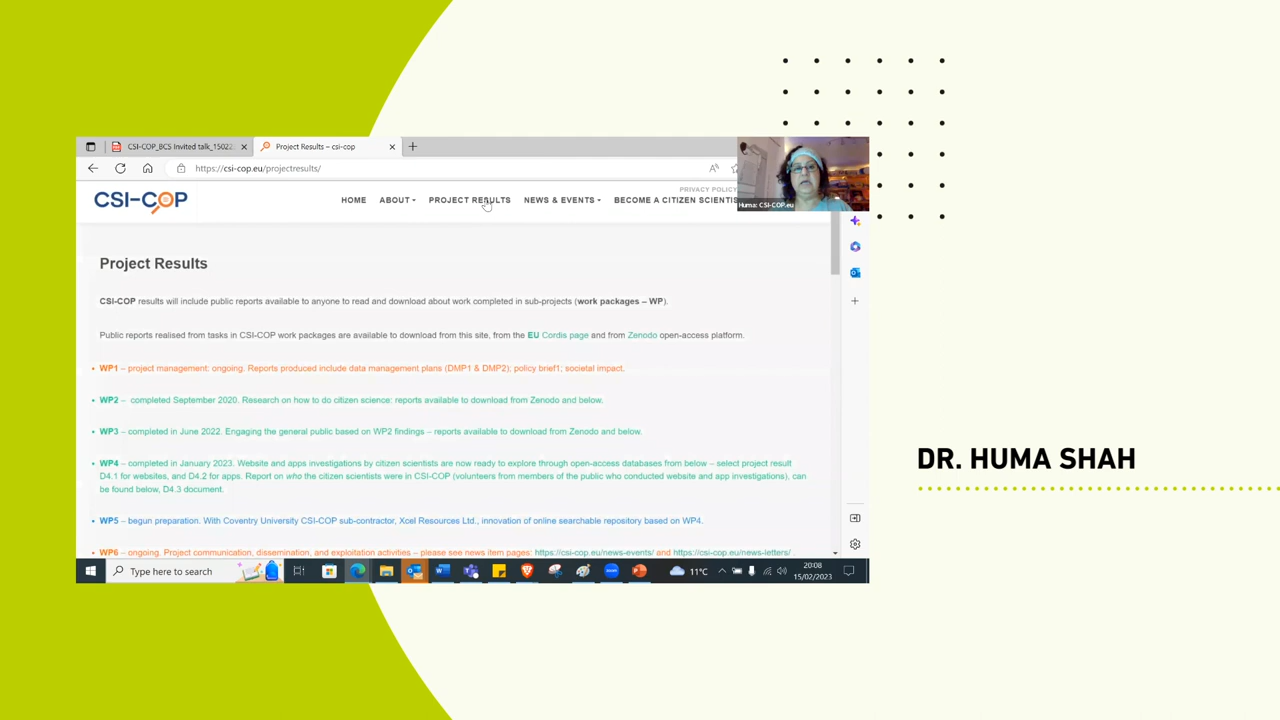 CSI-COP_BCS Invited talk_15022
Project Results – csi-cop
https://csi-cop.eu/projectresults/
Huma: CSI-COP.eu
PRIVACY POLICY
CSI-COP
HOME ABOUT PROJECT RESULTS NEWS & EVENTS BECOME A CITIZEN SCIENTIS
Project Results
CSI-COP results will include public reports available to anyone to read and download about work completed in sub-projects (work packages – WP).
Public reports realised from tasks in CSI-COP work packages are available to download from this site, from the EU Cordis page and from Zenodo open-access platform.
WP1 – project management: ongoing. Reports produced include data management plans (DMP1 & DMP2); policy brief1; societal impact.
WP2 – completed September 2020. Research on how to do citizen science: reports available to download from Zenodo and below.
WP3 – completed in June 2022. Engaging the general public based on WP2 findings – reports available to download from Zenodo and below.
WP4 – completed in January 2023. Website and apps investigations by citizen scientists are now ready to explore through open-access databases from below – select project result
D4.1 for websites, and D4.2 for apps. Report on who the citizen scientists were in CSI-COP (volunteers from members of the public who conducted website and app investigations), can
be found below, D4.3 document.
WP5 – begun preparation. With Coventry University CSI-COP sub-contractor, Xcel Resources Ltd., innovation of online searchable repository based on WP4.
WP6 – ongoing. Project communication, dissemination, and exploitation activities – please see news item pages: https://csi-cop.eu/news-events/ and https://csi-cop.eu/news-letters/ .
Type here to search
11°C
20:08
15/02/2023
DR. HUMA SHAH